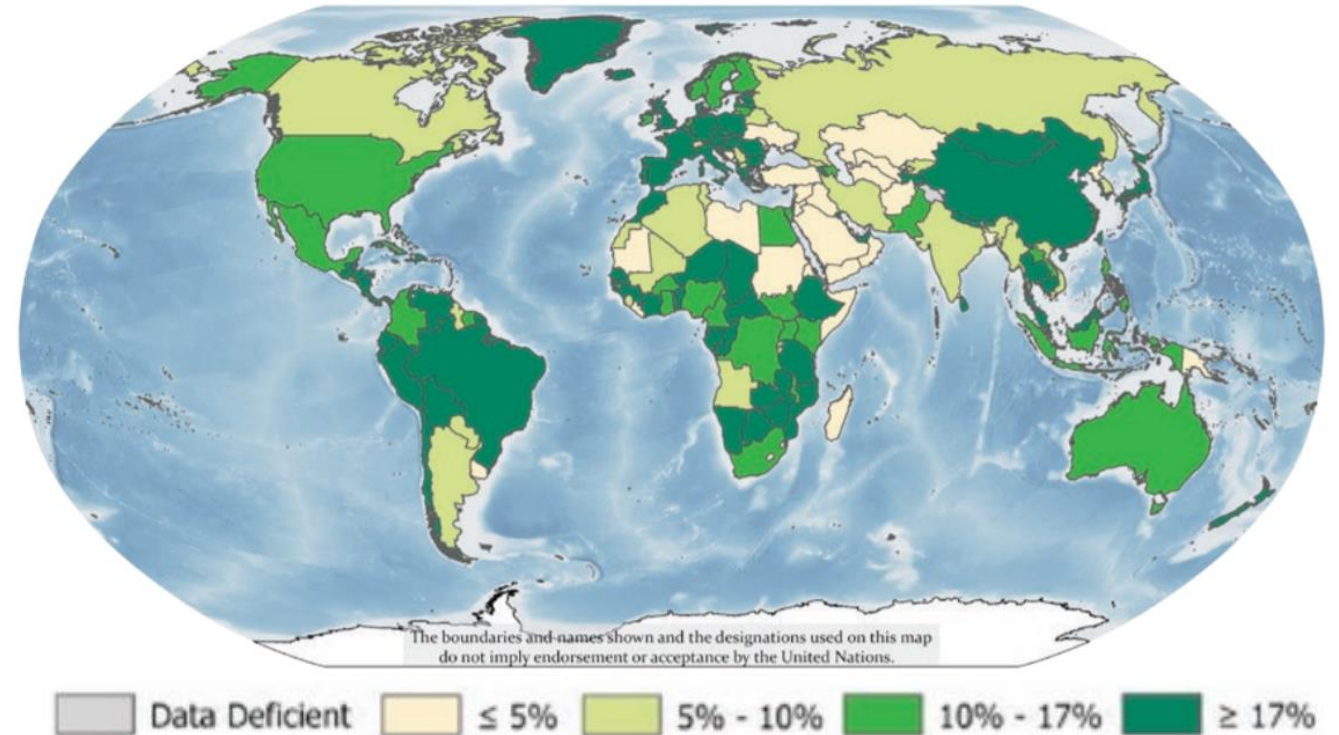 The boundaries and names shown and the designations used on this map
do not imply endorsement or acceptance by the United Nations.
Data Deficient ≤ 5% 5% - 10% 10% - 17% ≥ 17%